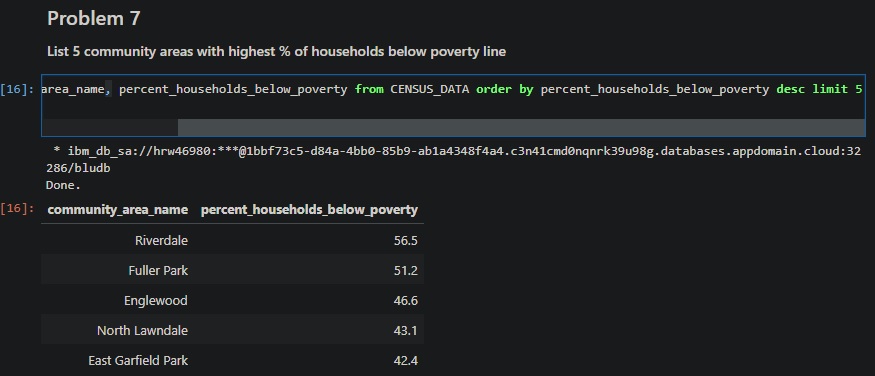 Problem 7
List 5 community areas with highest % of households below poverty line
[16]: area_name, percent_households_below_poverty from CENSUS_DATA order by percent_households_below_poverty desc limit 5
* ibm_db_sa://hrw46980:***@1bbf73c5-d84a-4bb0-85b9-ab1a4348f4a4.c3n41cmd0nqnrk39u98g.databases.appdomain.cloud:32
286/bludb
Done.
[16]: community_area_name percent_households_below_poverty
Riverdale 56.5
Fuller Park 51.2
Englewood 46.6
North Lawndale 43.1
East Garfield Park 42.4